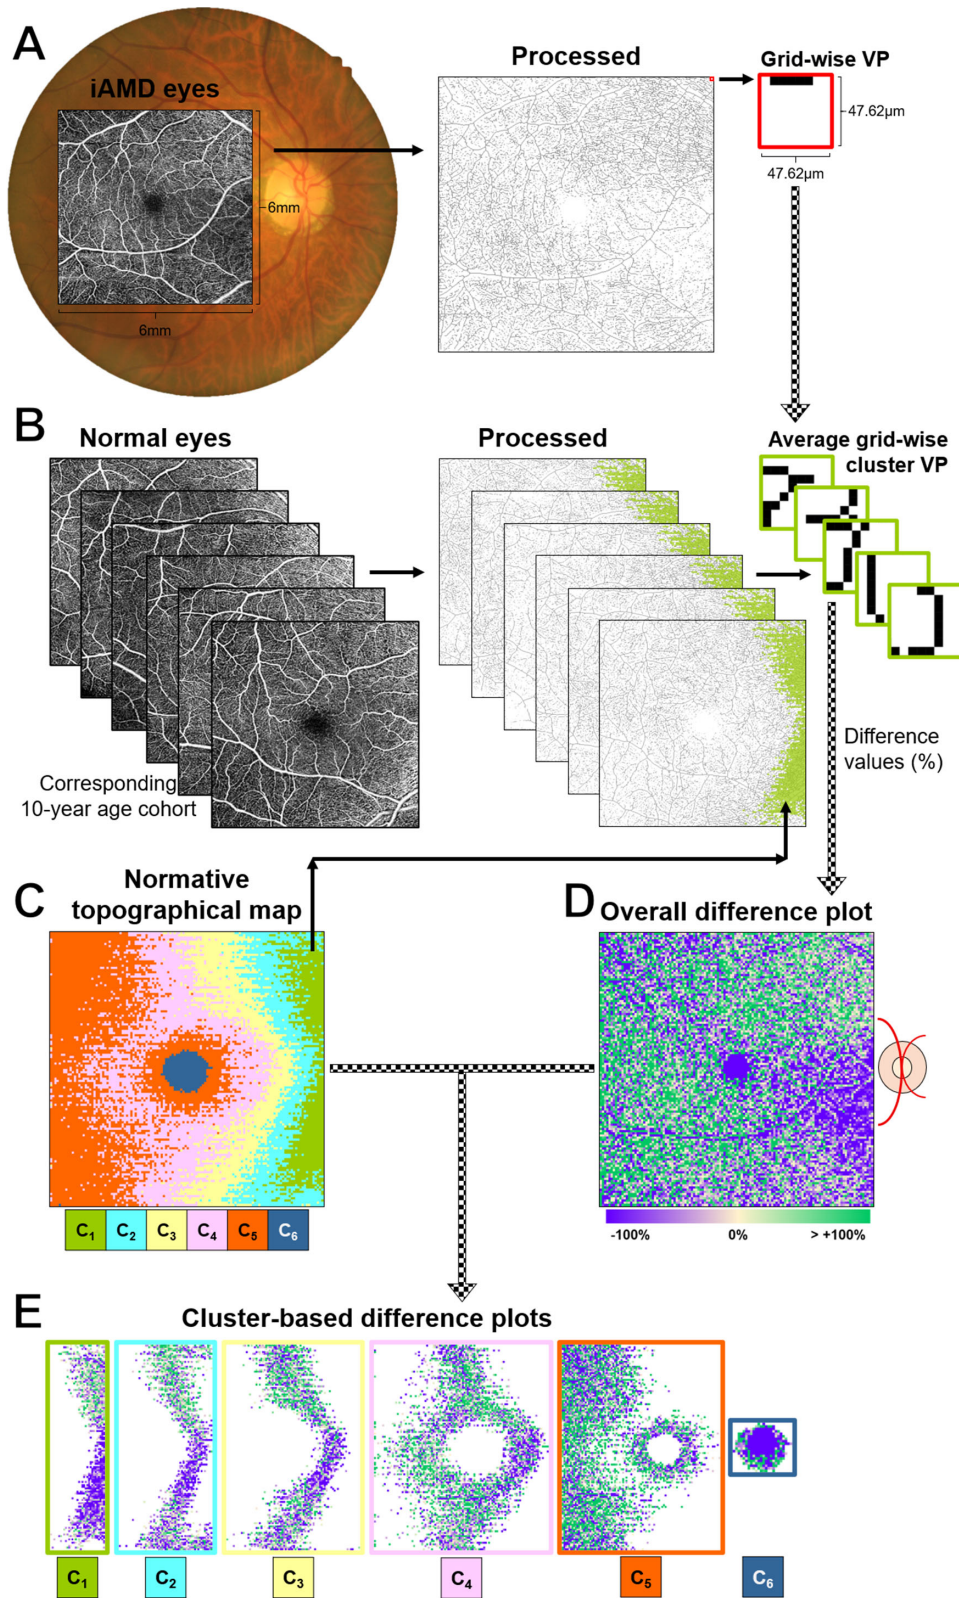 A
iAMD eyes
6mm
6mm
Processed
Grid-wise VP
47.62µm
47.62µm
B
Normal eyes
Processed
Average grid-wise
cluster VP
Corresponding
10-year age cohort
Difference
values (%)
C
Normative
topographical map
C₁ C₂ C₃ C₄ C₅ C₆
D
Overall difference plot
-100% 0% > +100%
E
Cluster-based difference plots
C₁ C₂ C₃ C₄ C₅ C₆